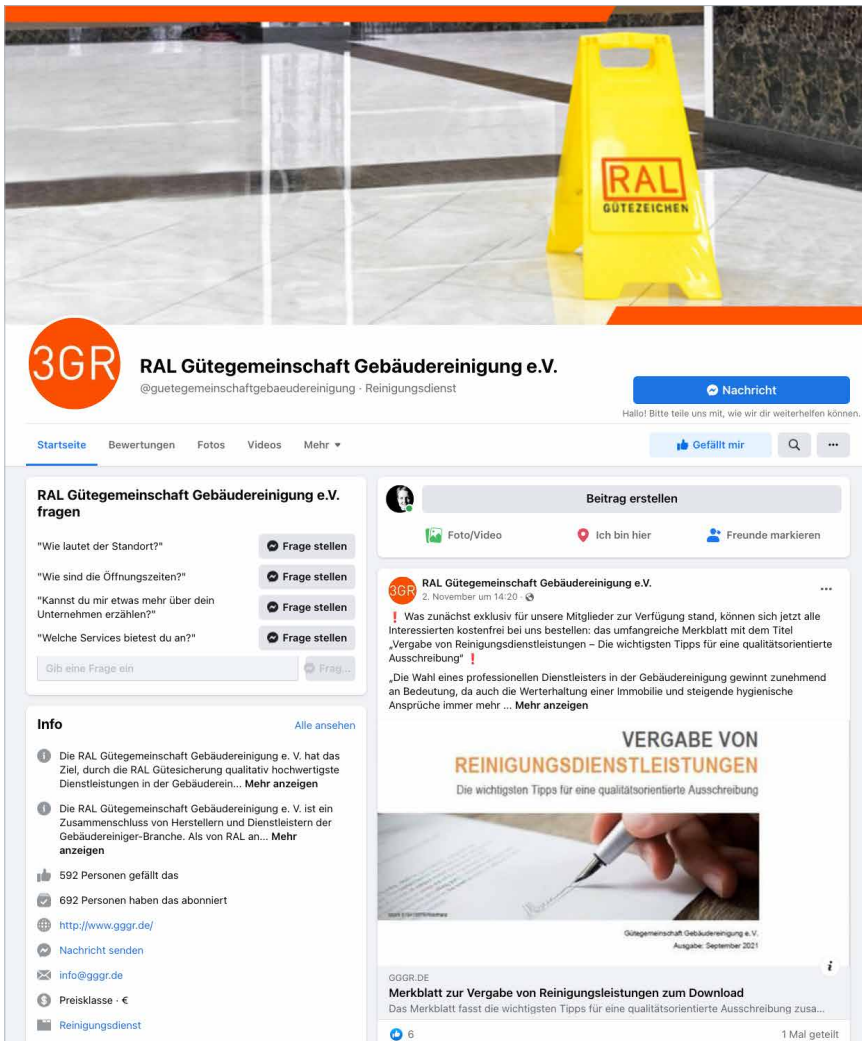 RAL
GÜTEZEICHEN
3GR
RAL Gütegemeinschaft Gebäudereinigung e.V.
@guetegemeinschaftgebaeudereinigung · Reinigungsdienst
Nachricht
Hallo! Bitte teile uns mit, wie wir dir weiterhelfen können.
Startseite Bewertungen Fotos Videos Mehr
Gefällt mir
RAL Gütegemeinschaft Gebäudereinigung e.V.
fragen
"Wie lautet der Standort?" Frage stellen
"Wie sind die Öffnungszeiten?" Frage stellen
"Kannst du mir etwas mehr über dein
Unternehmen erzählen?" Frage stellen
"Welche Services bietest du an?" Frage stellen
Gib eine Frage ein Frag...
Info Alle ansehen
Die RAL Gütegemeinschaft Gebäudereinigung e. V. hat das
Ziel, durch die RAL Gütesicherung qualitativ hochwertigste
Dienstleistungen in der Gebäuderein... Mehr anzeigen
Die RAL Gütegemeinschaft Gebäudereinigung e. V. ist ein
Zusammenschluss von Herstellern und Dienstleistern der
Gebäudereiniger-Branche. Als von RAL an... Mehr
anzeigen
592 Personen gefällt das
692 Personen haben das abonniert
http://www.gggr.de/
Nachricht senden
info@gggr.de
Preisklasse · €
Reinigungsdienst
Beitrag erstellen
Foto/Video Ich bin hier Freunde markieren
3GR
RAL Gütegemeinschaft Gebäudereinigung e.V.
2. November um 14:20 ·
❗ Was zunächst exklusiv für unsere Mitglieder zur Verfügung stand, können sich jetzt alle
Interessierten kostenfrei bei uns bestellen: das umfangreiche Merkblatt mit dem Titel
„Vergabe von Reinigungsdienstleistungen – Die wichtigsten Tipps für eine qualitätsorientierte
Ausschreibung" ❗
„Die Wahl eines professionellen Dienstleisters in der Gebäudereinigung gewinnt zunehmend
an Bedeutung, da auch die Werterhaltung einer Immobilie und steigende hygienische
Ansprüche immer mehr ... Mehr anzeigen
VERGABE VON
REINIGUNGSDIENSTLEISTUNGEN
Die wichtigsten Tipps für eine qualitätsorientierte Ausschreibung
Gütegemeinschaft Gebäudereinigung e.V.
Ausgabe: September 2021
GGGR.DE
Merkblatt zur Vergabe von Reinigungsleistungen zum Download
Das Merkblatt fasst die wichtigsten Tipps für eine qualitätsorientierte Ausschreibung zusa...
6 1 Mal geteilt